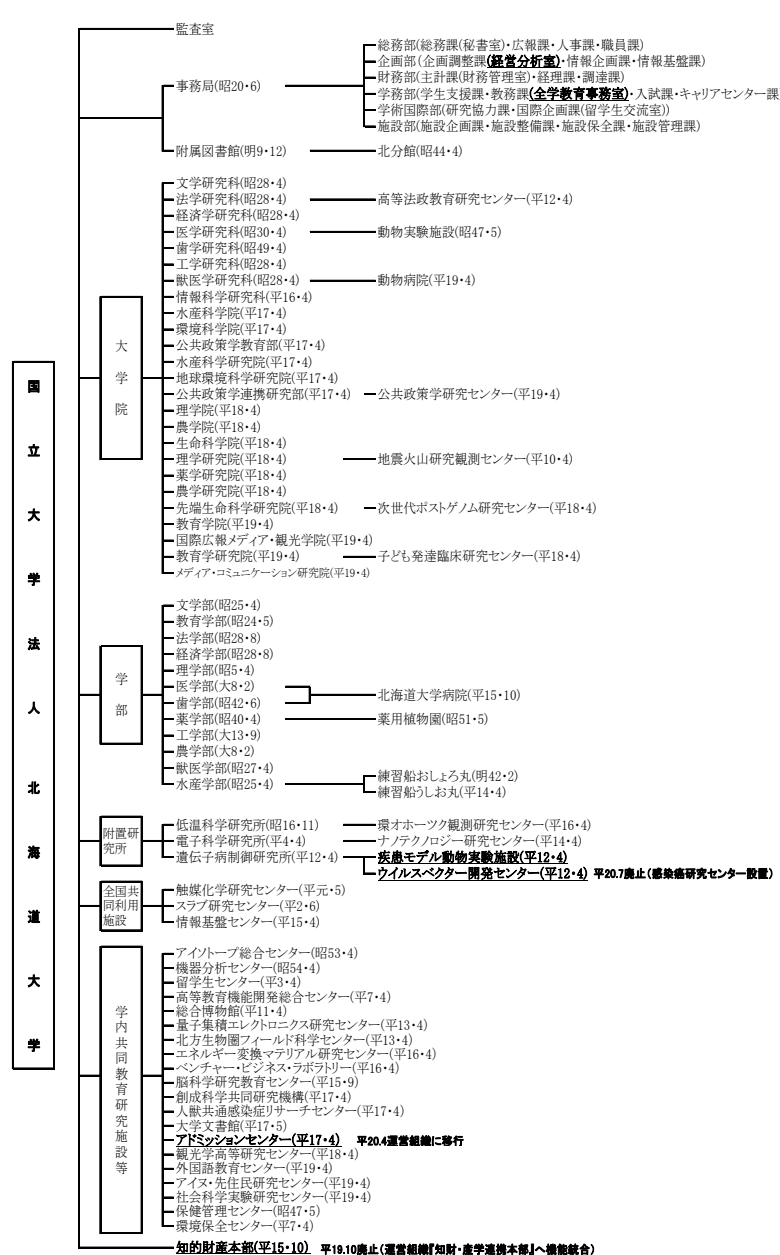 国立大学法人北海道大学
監査室
事務局(昭20・6)
総務部(総務課(秘書室)・広報課・人事課・職員課)
企画部(企画調整課(経営分析室)・情報企画課・情報基盤課)
財務部(主計課(財務管理室)・経理課・調達課)
学務部(学生支援課・教務課(全学教育事務室)・入試課・キャリアセンター課
学術国際部(研究協力課・国際企画課(留学生交流室))
施設部(施設企画課・施設整備課・施設保全課・施設管理課)
附属図書館(明9・12) 北分館(昭44・4)
大学院
文学研究科(昭28・4)
法学研究科(昭28・4) 高等法政教育研究センター(平12・4)
経済学研究科(昭28・4)
医学研究科(昭30・4) 動物実験施設(昭47・5)
歯学研究科(昭49・4)
工学研究科(昭28・4)
獣医学研究科(昭28・4) 動物病院(平19・4)
情報科学研究科(平16・4)
水産科学院(平17・4)
環境科学院(平17・4)
公共政策学教育部(平17・4)
水産科学研究院(平17・4)
地球環境科学研究院(平17・4)
公共政策学連携研究部(平17・4) 公共政策学研究センター(平19・4)
理学院(平18・4)
農学院(平18・4)
生命科学院(平18・4)
理学研究院(平18・4) 地震火山研究観測センター(平10・4)
薬学研究院(平18・4)
農学研究院(平18・4)
先端生命科学研究院(平18・4) 次世代ポストゲノム研究センター(平18・4)
教育学院(平19・4)
国際広報メディア・観光学院(平19・4)
教育学研究院(平19・4) 子ども発達臨床研究センター(平18・4)
メディア・コミュニケーション研究院(平19・4)
学部
文学部(昭25・4)
教育学部(昭24・5)
法学部(昭28・8)
経済学部(昭28・8)
理学部(昭5・4)
医学部(大8・2)
歯学部(昭42・6)
北海道大学病院(平15・10)
薬学部(昭40・4) 薬用植物園(昭51・5)
工学部(大13・9)
農学部(大8・2)
獣医学部(昭27・4)
水産学部(昭25・4)
練習船おしょろ丸(明42・2)
練習船うしお丸(平14・4)
附置研究所
低温科学研究所(昭16・11) 環オホーツク観測研究センター(平16・4)
電子科学研究所(平4・4) ナノテクノロジー研究センター(平14・4)
遺伝子病制御研究所(平12・4) 疾患モデル動物実験施設(平12・4)
ウイルスベクター開発センター(平12・4) 平20.7廃止(感染癌研究センター設置)
全国共同利用施設
触媒化学研究センター(平元・5)
スラブ研究センター(平2・6)
情報基盤センター(平15・4)
学内共同教育研究施設等
アイソトープ総合センター(昭53・4)
機器分析センター(昭54・4)
留学生センター(平3・4)
高等教育機能開発総合センター(平7・4)
総合博物館(平11・4)
量子集積エレクトロニクス研究センター(平13・4)
北方生物圏フィールド科学センター(平13・4)
エネルギー変換マテリアル研究センター(平16・4)
ベンチャー・ビジネス・ラボラトリー(平16・4)
脳科学研究教育センター(平15・9)
創成科学共同研究機構(平17・4)
人獣共通感染症リサーチセンター(平17・4)
大学文書館(平17・5)
アドミッションセンター(平17・4) 平20.4運営組織に移行
観光学高等研究センター(平18・4)
外国語教育センター(平19・4)
アイヌ・先住民研究センター(平19・4)
社会科学実験研究センター(平19・4)
保健管理センター(昭47・5)
環境保全センター(平7・4)
知的財産本部(平15・10) 平19.10廃止(運営組織『知財・産学連携本部』へ機能統合)